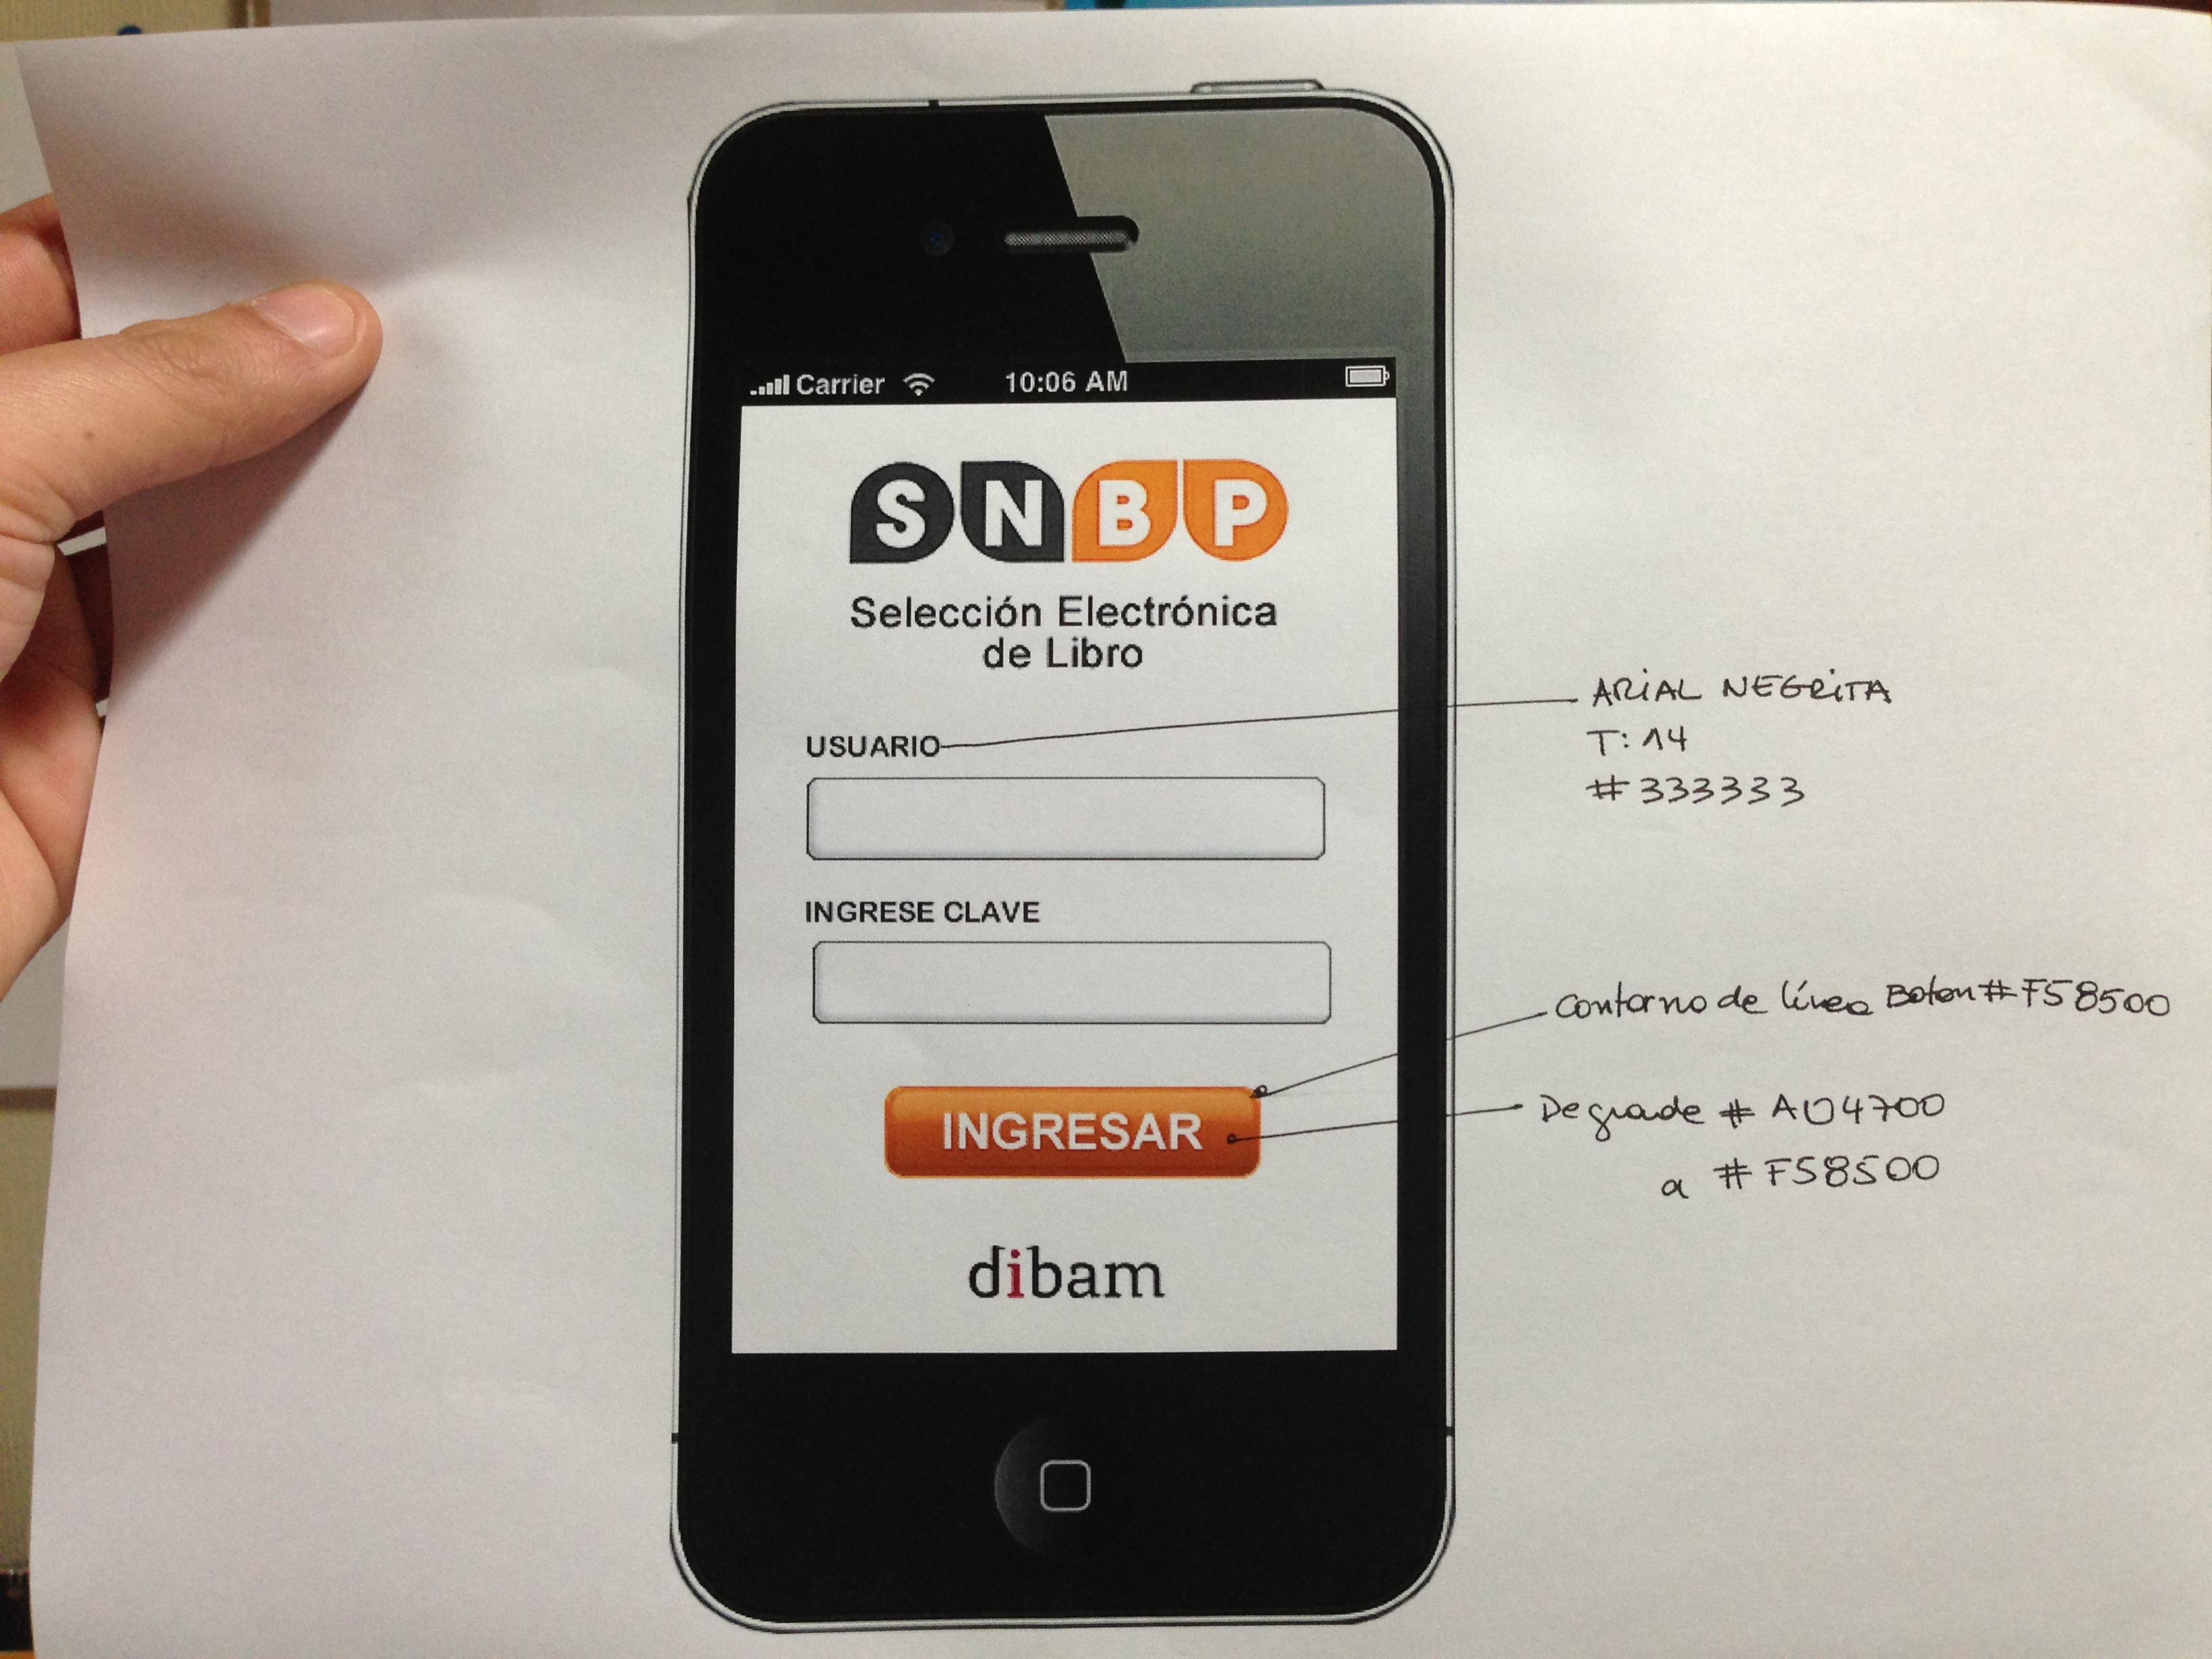 Carrier 10:06 AM
SNBP
Selección Electrónica
de Libro
USUARIO
INGRESE CLAVE
INGRESAR
dibam
ARIAL NEGRITA
T: 14
#333333
Contorno de línea Boton #F58500
Degrade # A04700
a #F58500